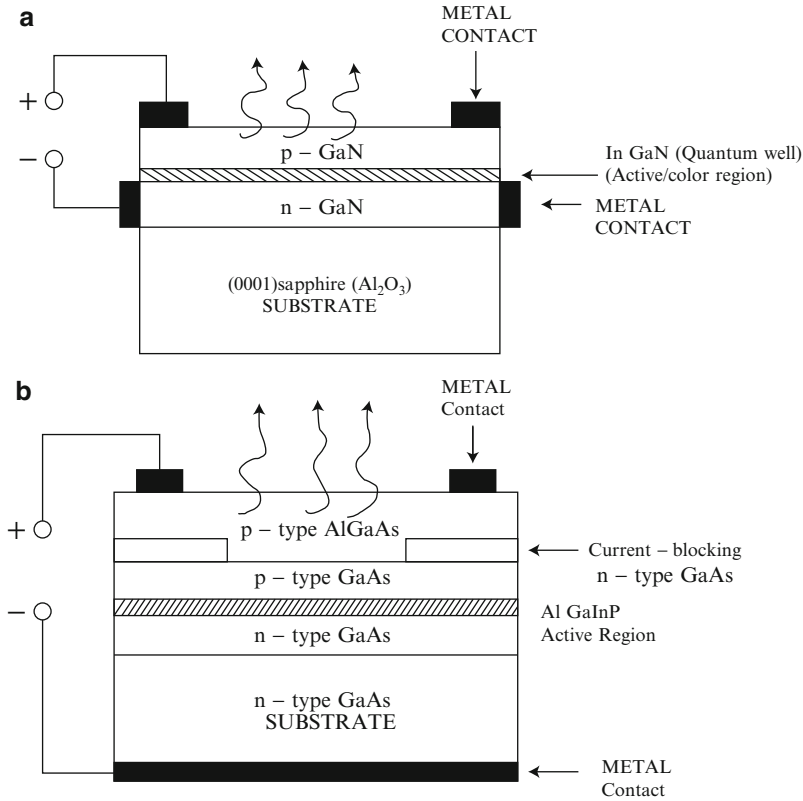 a
METAL
CONTACT
+
−
p – GaN
In GaN (Quantum well)
(Active/color region)
n – GaN
METAL
CONTACT
(0001)sapphire (Al₂O₃)
SUBSTRATE
b
METAL
Contact
+
p – type AlGaAs
Current – blocking
n – type GaAs
p – type GaAs
−
Al GaInP
Active Region
n – type GaAs
n – type GaAs
SUBSTRATE
METAL
Contact